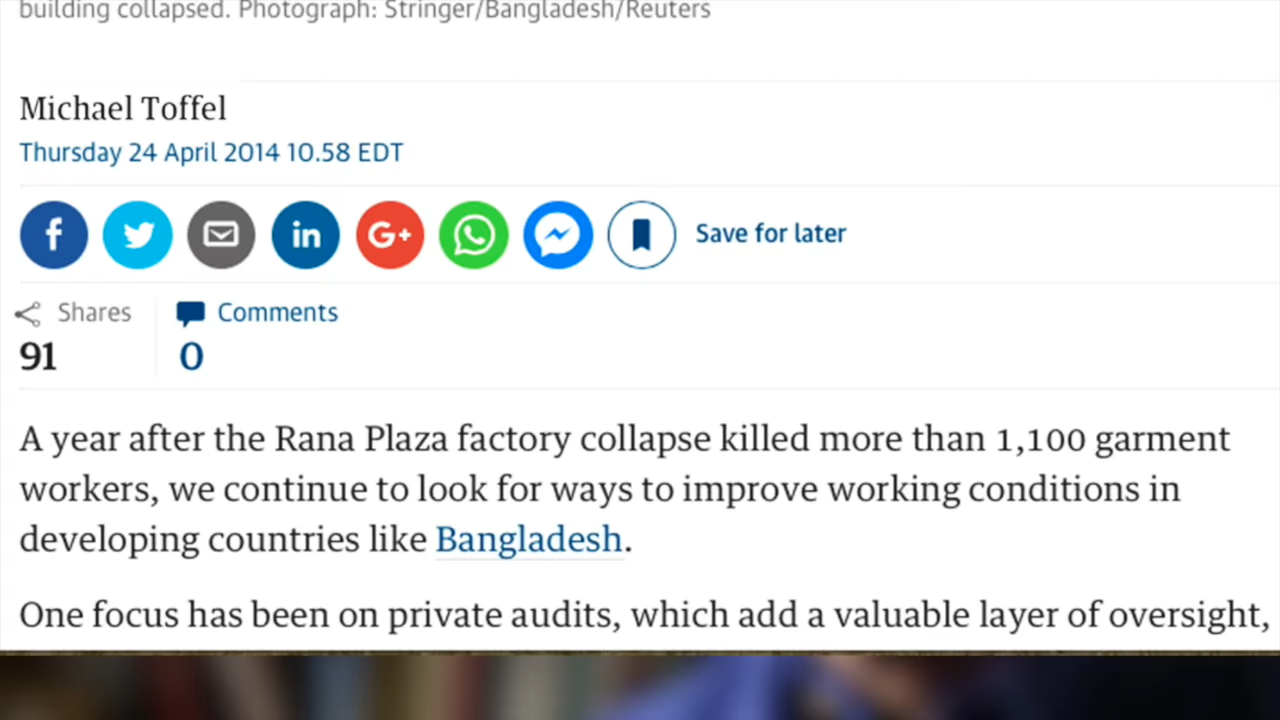 building collapsed. Photograph: Stringer/Bangladesh/Reuters
Michael Toffel
Thursday 24 April 2014 10.58 EDT
f in G+ Save for later
Shares Comments
91 0
A year after the Rana Plaza factory collapse killed more than 1,100 garment
workers, we continue to look for ways to improve working conditions in
developing countries like Bangladesh.
One focus has been on private audits, which add a valuable layer of oversight,